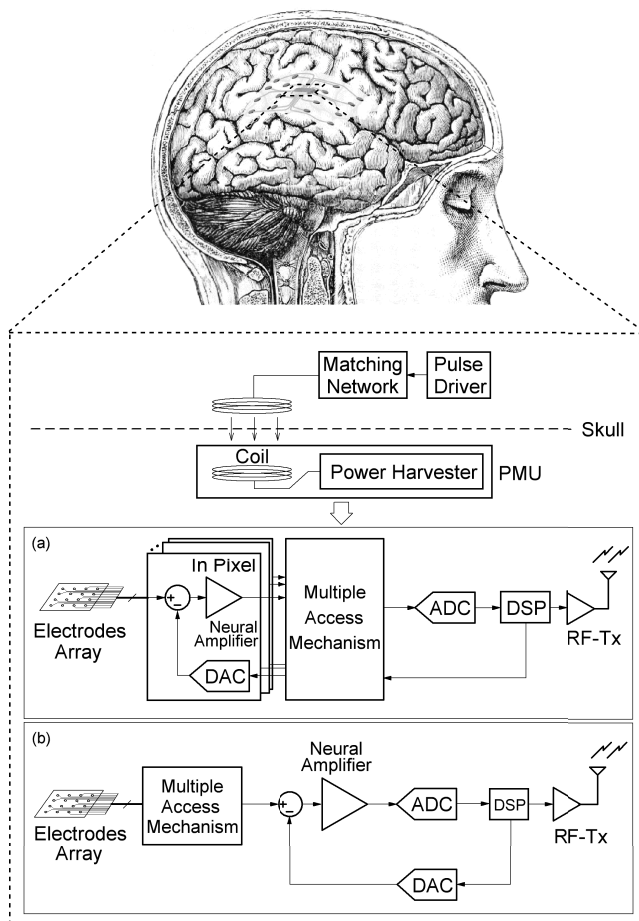 Matching
Network
Pulse
Driver
Skull
Coil
Power Harvester
PMU
(a)
In Pixel
+
−
Neural
Amplifier
DAC
Electrodes
Array
Multiple
Access
Mechanism
ADC
DSP
RF-Tx
(b)
Neural
Amplifier
Multiple
Access
Mechanism
+
−
ADC
DSP
RF-Tx
Electrodes
Array
DAC